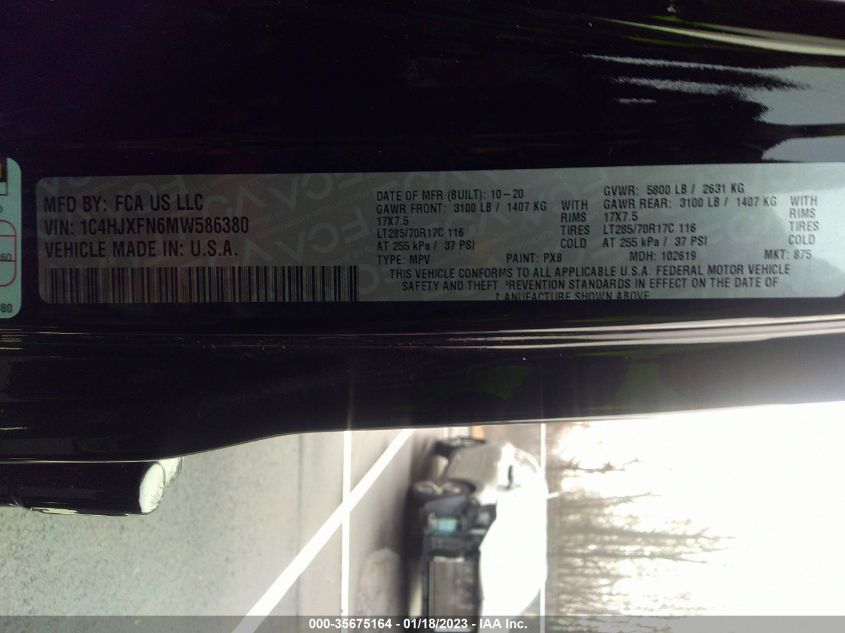 MFD BY: FCA US LLC
VIN: 1C4HJXFN6MW586380
VEHICLE MADE IN: U.S.A.
DATE OF MFR (BUILT): 10-20
GVWR: 5800 LB / 2631 KG
GAWR FRONT: 3100 LB / 1407 KG WITH
GAWR REAR: 3100 LB / 1407 KG WITH
17X7.5 RIMS
17X7.5 RIMS
LT285/70R17C 116 TIRES
LT285/70R17C 116 TIRES
AT 255 kPa / 37 PSI COLD
AT 255 kPa / 37 PSI COLD
TYPE: MPV PAINT: PX8 MDH: 102619 MKT: 875
THIS VEHICLE CONFORMS TO ALL APPLICABLE U.S.A. FEDERAL MOTOR VEHICLE
SAFETY AND THEFT PREVENTION STANDARDS IN EFFECT ON THE DATE OF
MANUFACTURE SHOWN ABOVE
000-35675164 - 01/18/2023 - IAA Inc.